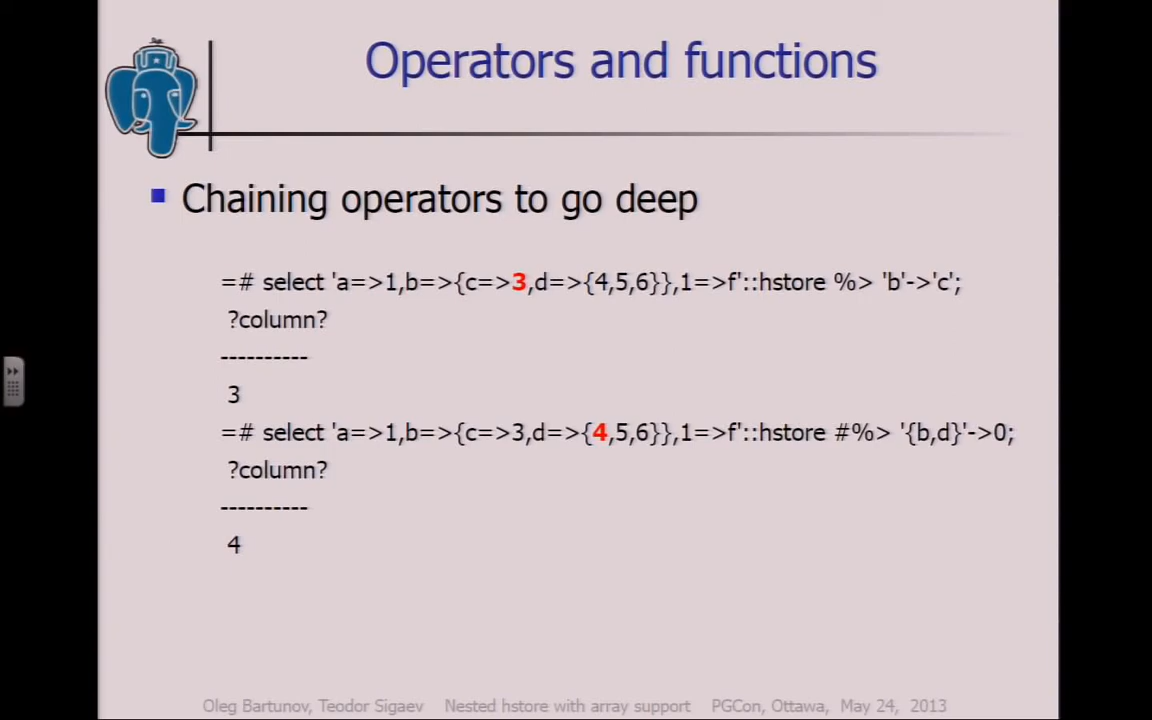 Operators and functions
Chaining operators to go deep
=# select 'a=>1,b=>{c=>3,d=>{4,5,6}},1=>f'::hstore %> 'b'->'c';
?column?
----------
3
=# select 'a=>1,b=>{c=>3,d=>{4,5,6}},1=>f'::hstore #%> '{b,d}'->0;
?column?
----------
4
Oleg Bartunov, Teodor Sigaev Nested hstore with array support PGCon, Ottawa, May 24, 2013